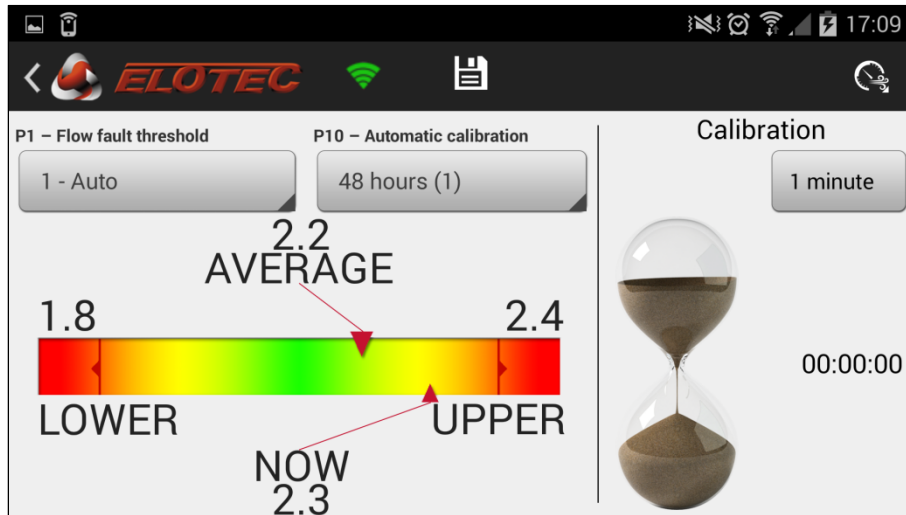 17:09
ELOTEC
P1 – Flow fault threshold
1 - Auto
P10 – Automatic calibration
48 hours (1)
2.2
AVERAGE
1.8
2.4
LOWER
UPPER
NOW
2.3
Calibration
1 minute
00:00:00